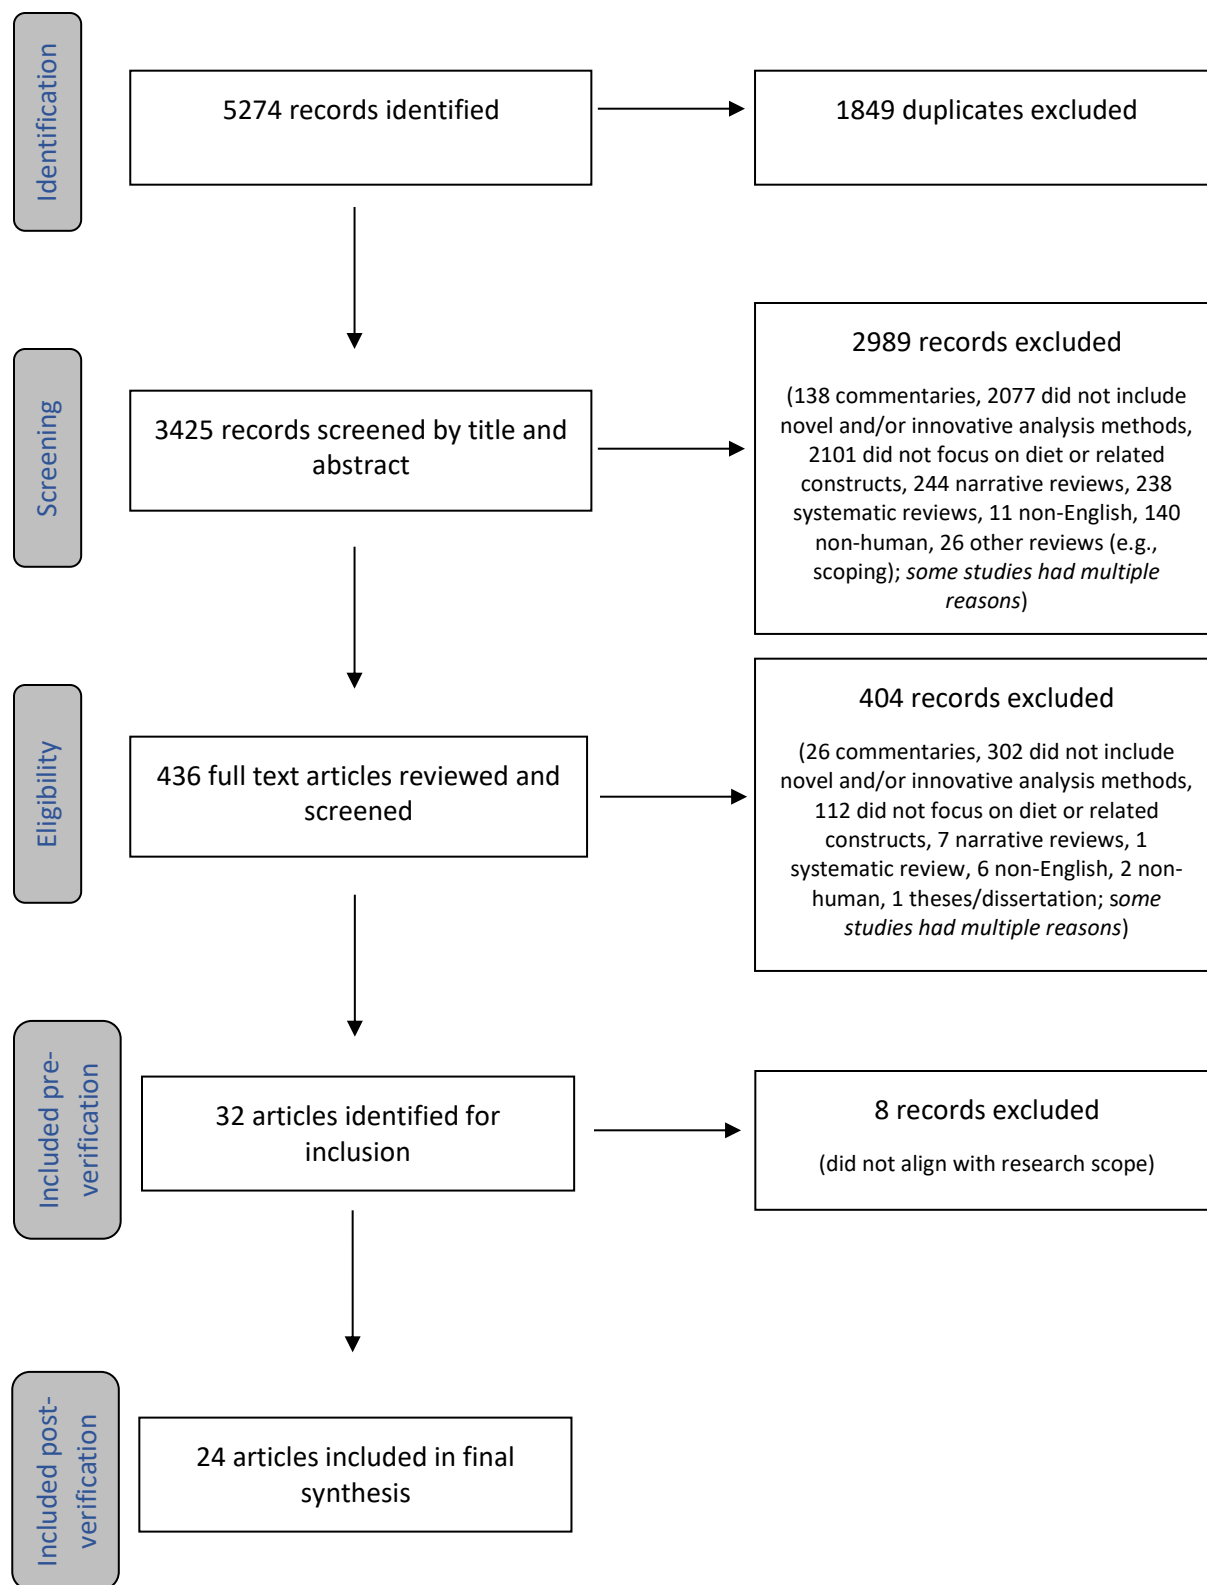 Identification
5274 records identified
1849 duplicates excluded
Screening
3425 records screened by title and
abstract
2989 records excluded
(138 commentaries, 2077 did not include
novel and/or innovative analysis methods,
2101 did not focus on diet or related
constructs, 244 narrative reviews, 238
systematic reviews, 11 non-English, 140
non-human, 26 other reviews (e.g.,
scoping); some studies had multiple
reasons)
Eligibility
436 full text articles reviewed and
screened
404 records excluded
(26 commentaries, 302 did not include
novel and/or innovative analysis methods,
112 did not focus on diet or related
constructs, 7 narrative reviews, 1
systematic review, 6 non-English, 2 non-
human, 1 theses/dissertation; some
studies had multiple reasons)
Included pre-
verification
32 articles identified for
inclusion
8 records excluded
(did not align with research scope)
Included post-
verification
24 articles included in final
synthesis